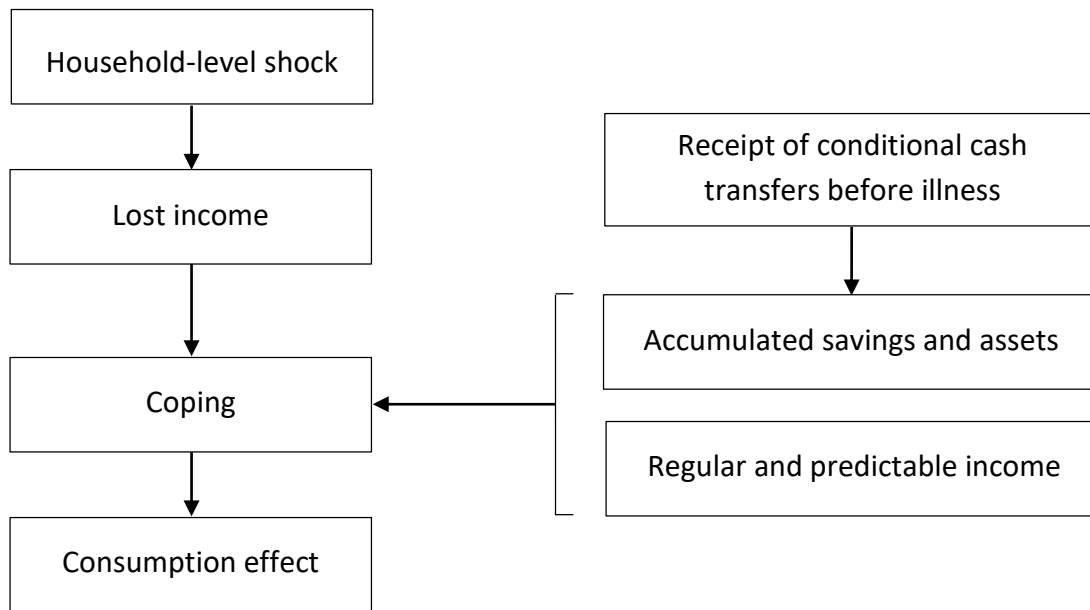 Household-level shock
Lost income
Coping
Consumption effect
Receipt of conditional cash
transfers before illness
Accumulated savings and assets
Regular and predictable income